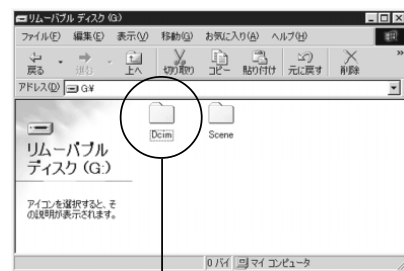 リムーバブル ディスク (G:)
ファイル(F) 編集(E) 表示(V) 移動(G) お気に入り(A) ヘルプ(H)
戻る 進む 上へ 切り取り コピー 貼り付け 元に戻す 削除 »
アドレス(D) G:¥
リムーバブル
ディスク (G:)
Dcim Scene
アイコンを選択すると、そ
の説明が表示されます。
0 バイト マイ コンピュータ